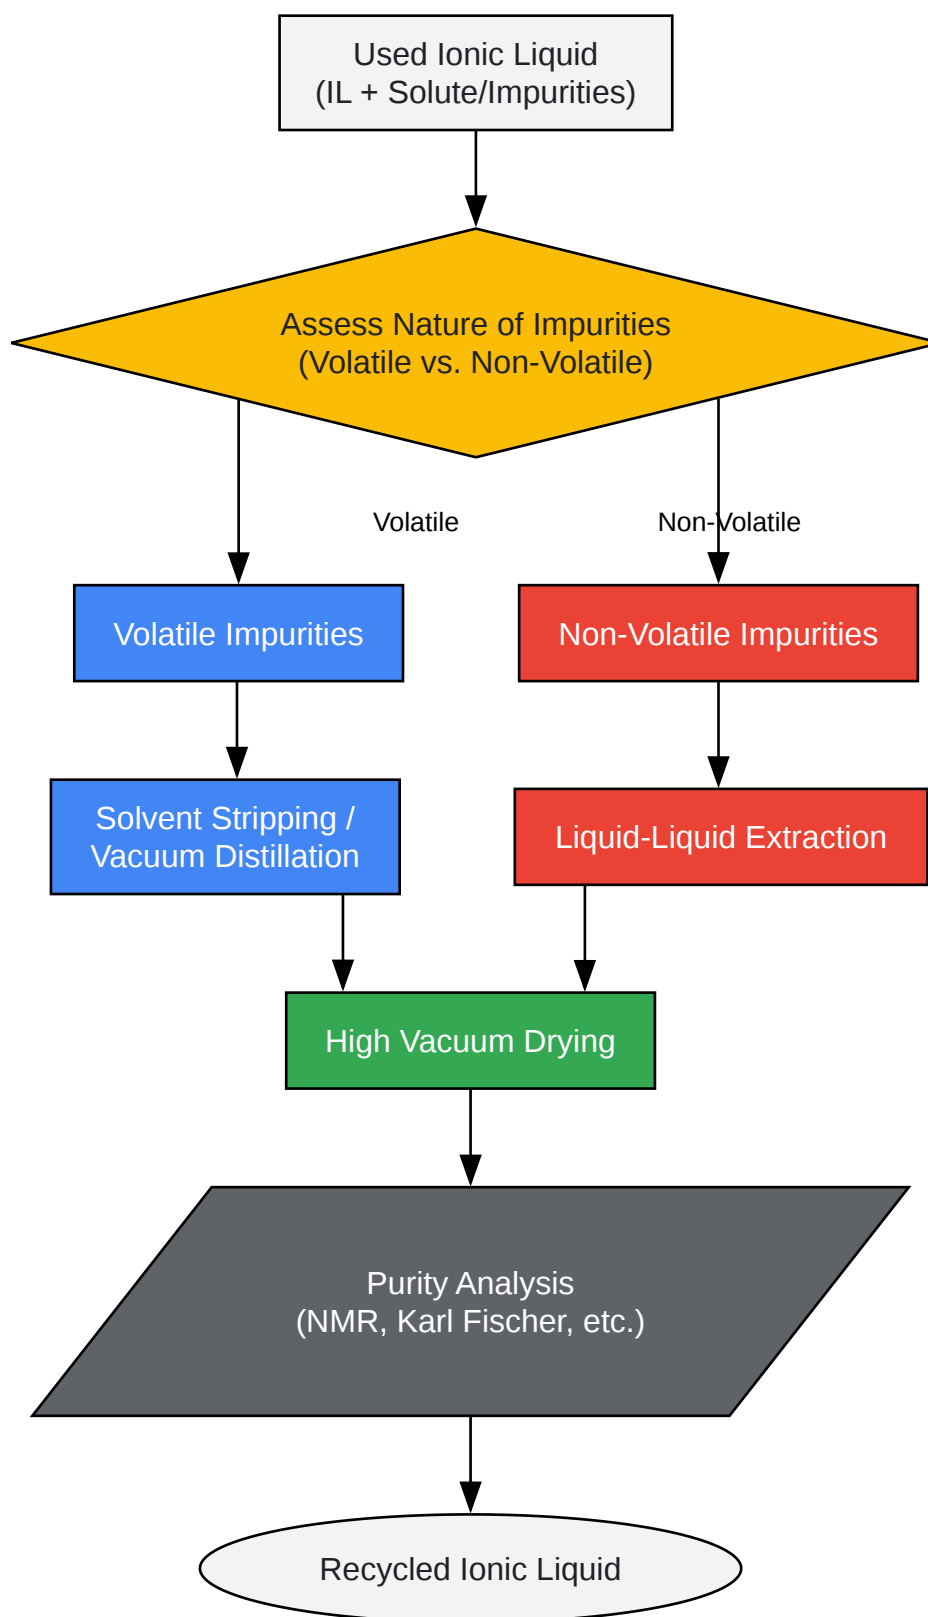 Used Ionic Liquid
(IL + Solute/Impurities)
Assess Nature of Impurities
(Volatile vs. Non-Volatile)
Volatile
Non-Volatile
Volatile Impurities
Non-Volatile Impurities
Solvent Stripping /
Vacuum Distillation
Liquid-Liquid Extraction
High Vacuum Drying
Purity Analysis
(NMR, Karl Fischer, etc.)
Recycled Ionic Liquid